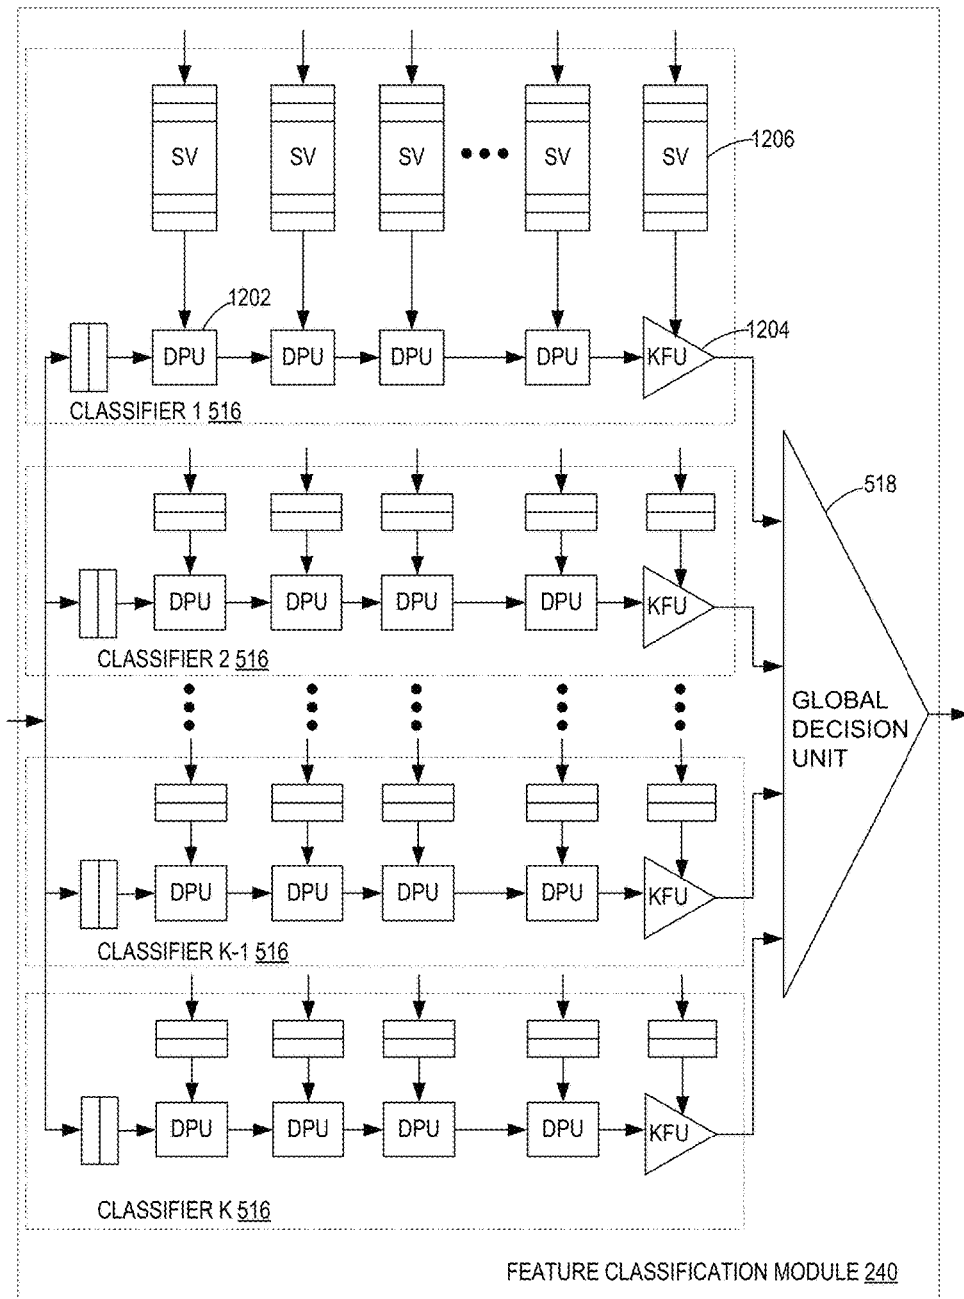 SV SV SV SV SV
1206
1202
1204
DPU DPU DPU DPU KFU
CLASSIFIER 1 516
518
DPU DPU DPU DPU KFU
CLASSIFIER 2 516
GLOBAL
DECISION
UNIT
DPU DPU DPU DPU KFU
CLASSIFIER K-1 516
DPU DPU DPU DPU KFU
CLASSIFIER K 516
FEATURE CLASSIFICATION MODULE 240